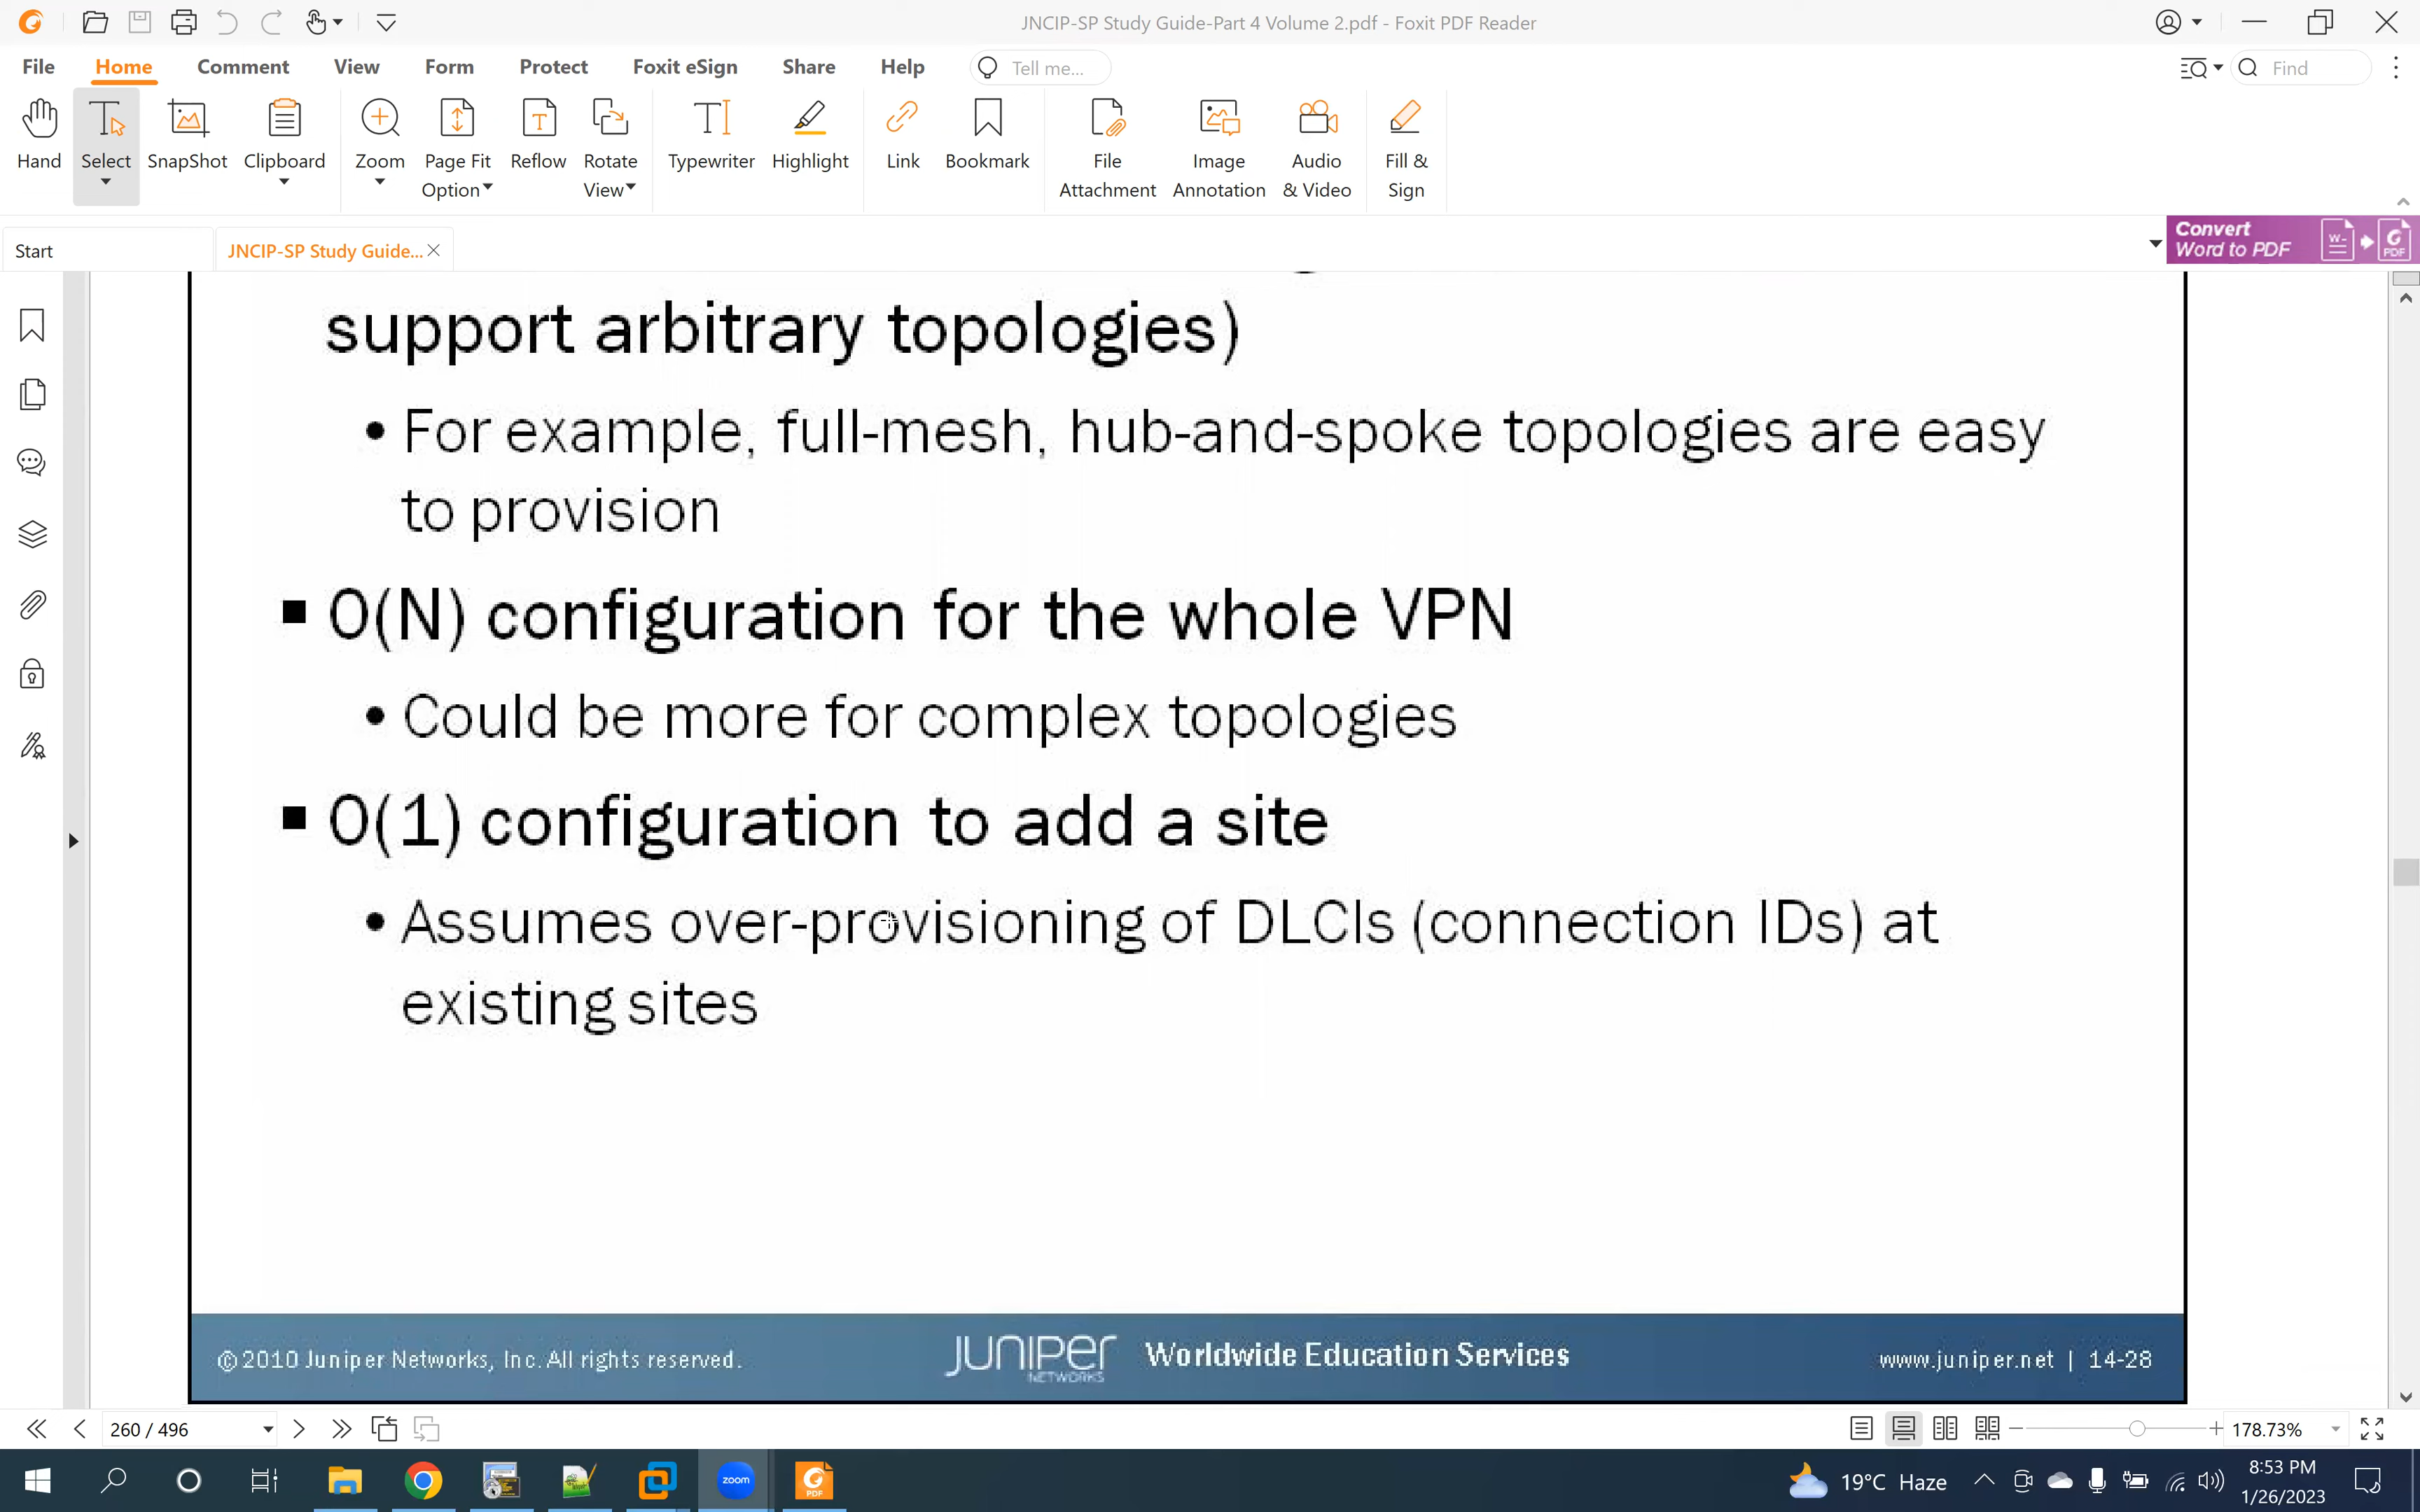 JNCIP-SP Study Guide-Part 4 Volume 2.pdf - Foxit PDF Reader
File Home Comment View Form Protect Foxit eSign Share Help Tell me... Find
Hand Select SnapShot Clipboard Zoom Page Fit Option Reflow Rotate View Typewriter Highlight Link Bookmark File Attachment Image Annotation Audio & Video Fill & Sign
Start JNCIP-SP Study Guide...
Convert
Word to PDF
support arbitrary topologies)
• For example, full-mesh, hub-and-spoke topologies are easy
to provision
■ O(N) configuration for the whole VPN
• Could be more for complex topologies
■ O(1) configuration to add a site
• Assumes over-provisioning of DLCIs (connection IDs) at
existing sites
©2010 Juniper Networks, Inc. All rights reserved. JUNIPER NETWORKS Worldwide Education Services www.juniper.net | 14-28
260 / 496 178.73%
zoom PDF 19°C Haze 8:53 PM
1/26/2023